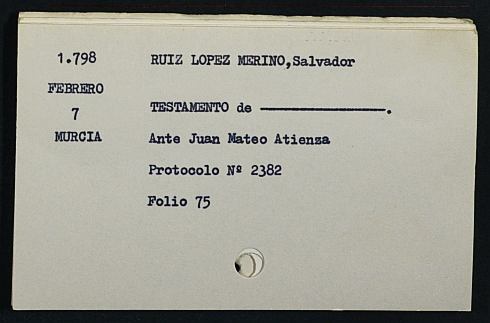 1.798 RUIZ LOPEZ MERINO,Salvador
FEBRERO
7 TESTAMENTO de ————————.
MURCIA Ante Juan Mateo Atienza
Protocolo Nº 2382
Folio 75